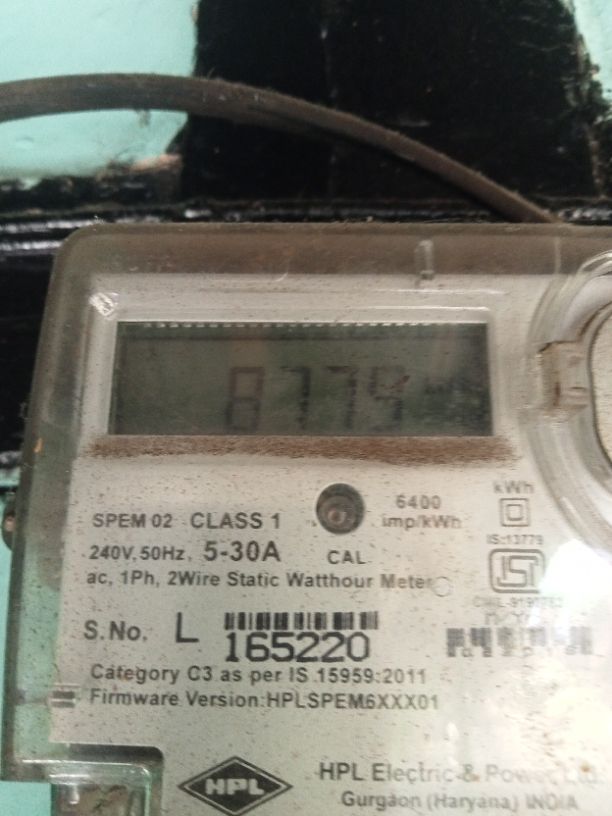 8779
SPEM 02 CLASS 1
6400
imp/kWh
kWh
240V, 50Hz, 5-30A
CAL
IS:13779
ac, 1Ph, 2Wire Static Watthour Meter
ISI
S.No. L 165220
Category C3 as per IS 15959:2011
Firmware Version:HPLSPEM6XXX01
HPL
HPL Electric & Power Ltd.
Gurgaon (Haryana) INDIA